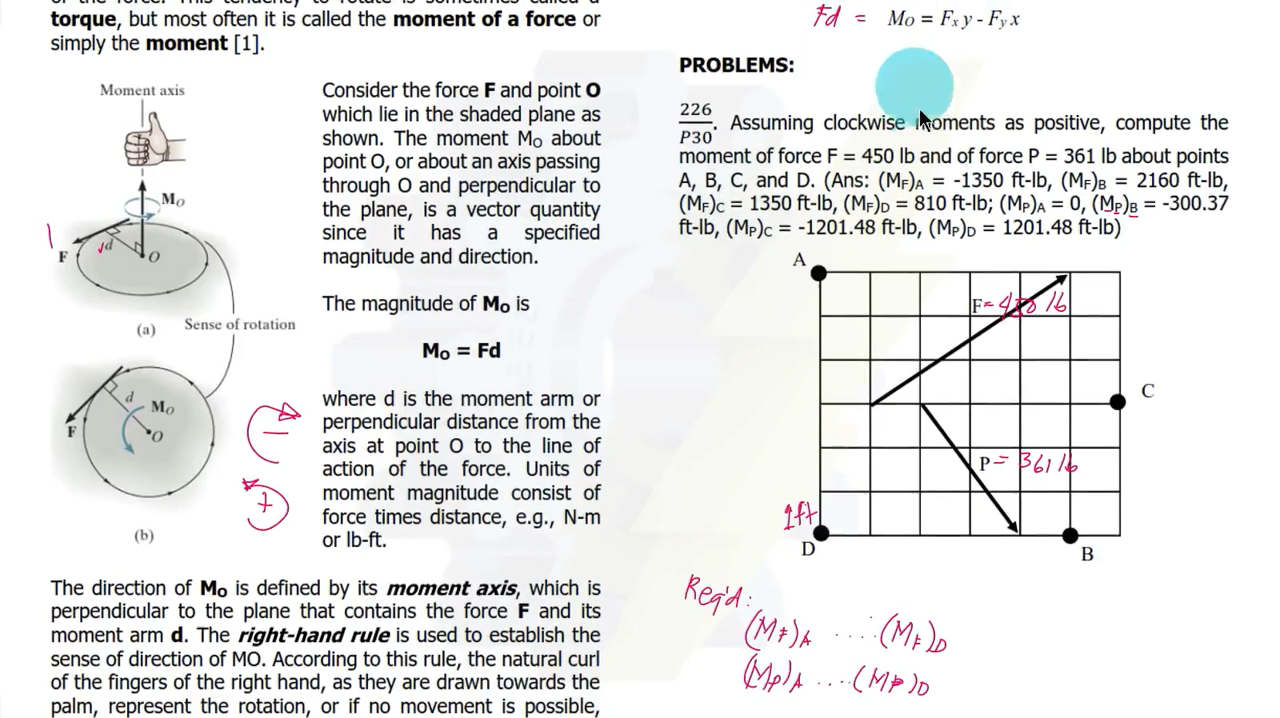 of the force. This tendency to rotate is sometimes called a
torque, but most often it is called the moment of a force or
simply the moment [1].
Moment axis
Mo
F
d
O
(a)
Sense of rotation
d
Mo
F
O
(b)
Consider the force F and point O
which lie in the shaded plane as
shown. The moment Mo about
point O, or about an axis passing
through O and perpendicular to
the plane, is a vector quantity
since it has a specified
magnitude and direction.
The magnitude of Mo is
Mo = Fd
where d is the moment arm or
perpendicular distance from the
axis at point O to the line of
action of the force. Units of
moment magnitude consist of
force times distance, e.g., N-m
or lb-ft.
−
+
The direction of Mo is defined by its moment axis, which is
perpendicular to the plane that contains the force F and its
moment arm d. The right-hand rule is used to establish the
sense of direction of MO. According to this rule, the natural curl
of the fingers of the right hand, as they are drawn towards the
palm, represent the rotation, or if no movement is possible,
Fd = Mo = Fx y - Fy x
PROBLEMS:
226/P30. Assuming clockwise moments as positive, compute the
moment of force F = 450 lb and of force P = 361 lb about points
A, B, C, and D. (Ans: (MF)A = -1350 ft-lb, (MF)B = 2160 ft-lb,
(MF)C = 1350 ft-lb, (MF)D = 810 ft-lb; (MP)A = 0, (MP)B = -300.37
ft-lb, (MP)C = -1201.48 ft-lb, (MP)D = 1201.48 ft-lb)
A
F = 450 lb
C
P = 361 lb
1ft
D
B
Req'd:
(MF)A ..... (MF)D
(MP)A .... (MP)D